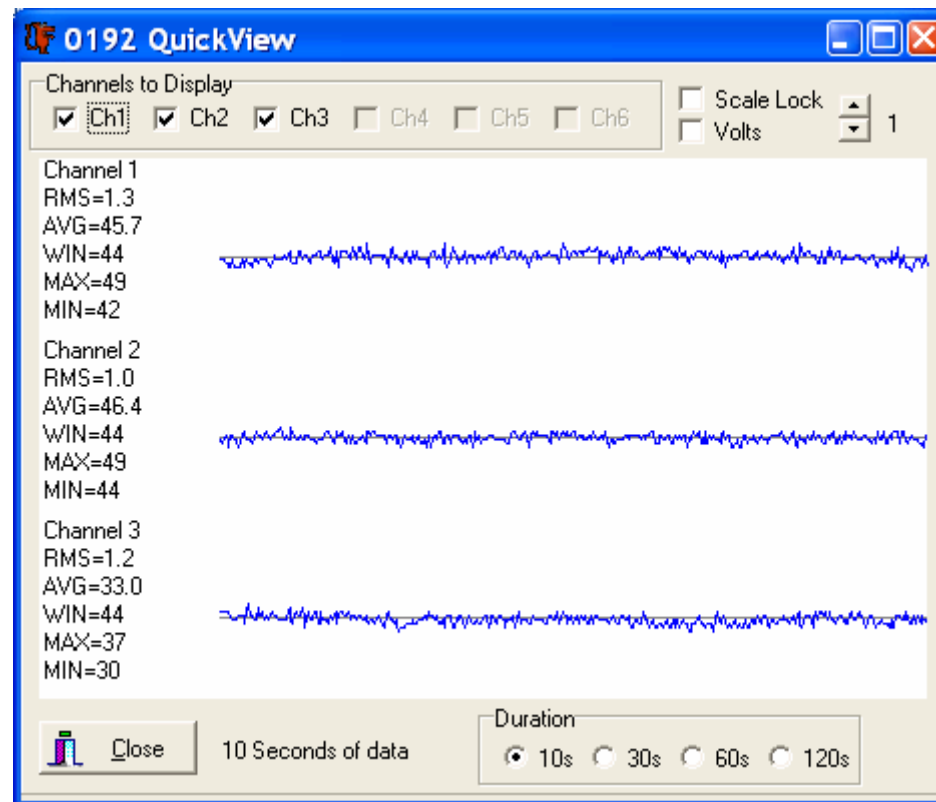 0192 QuickView
Channels to Display
Ch1 Ch2 Ch3 Ch4 Ch5 Ch6
Scale Lock
Volts
1
Channel 1
RMS=1.3
AVG=45.7
WIN=44
MAX=49
MIN=42
Channel 2
RMS=1.0
AVG=46.4
WIN=44
MAX=49
MIN=44
Channel 3
RMS=1.2
AVG=33.0
WIN=44
MAX=37
MIN=30
Close
10 Seconds of data
Duration
10s 30s 60s 120s